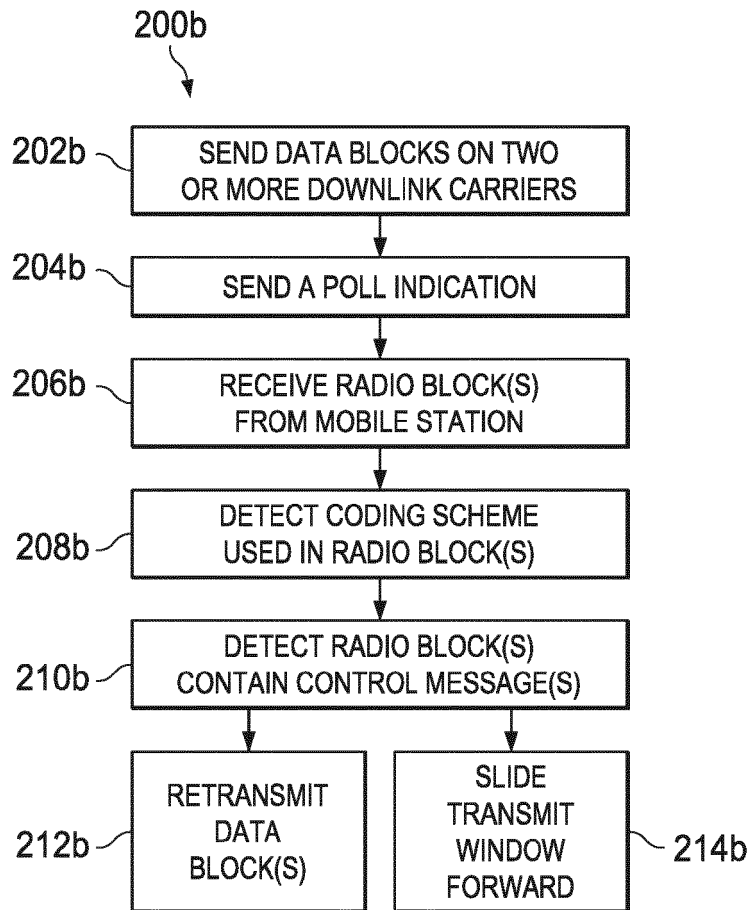 200b
202b
SEND DATA BLOCKS ON TWO
OR MORE DOWNLINK CARRIERS
204b
SEND A POLL INDICATION
206b
RECEIVE RADIO BLOCK(S)
FROM MOBILE STATION
208b
DETECT CODING SCHEME
USED IN RADIO BLOCK(S)
210b
DETECT RADIO BLOCK(S)
CONTAIN CONTROL MESSAGE(S)
212b
RETRANSMIT
DATA
BLOCK(S)
SLIDE
TRANSMIT
WINDOW
FORWARD
214b